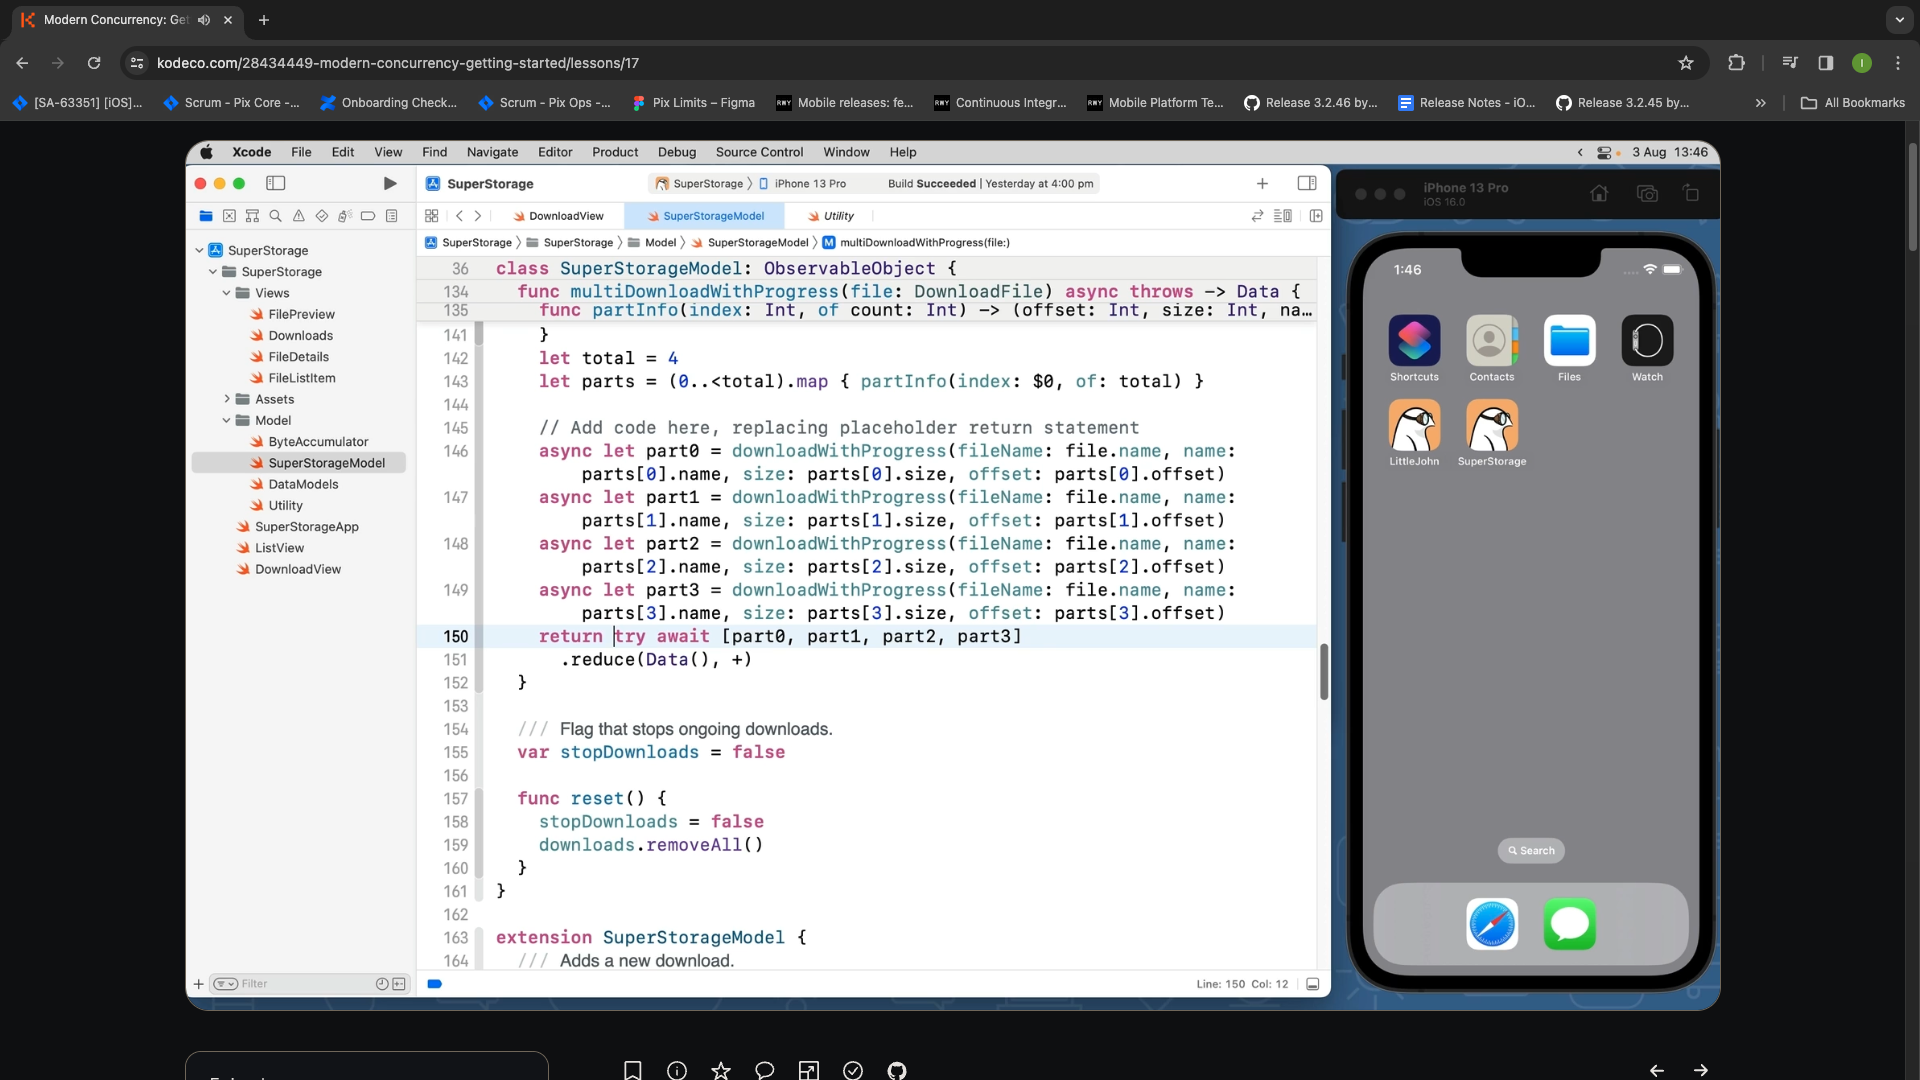 Modern Concurrency: Get
kodeco.com/28434449-modern-concurrency-getting-started/lessons/17
I
[SA-63351] [iOS]...
Scrum - Pix Core -...
Onboarding Check...
Scrum - Pix Ops -...
Pix Limits – Figma
RWY Mobile releases: fe...
RWY Continuous Integr...
RWY Mobile Platform Te...
Release 3.2.46 by...
Release Notes - iO...
Release 3.2.45 by...
All Bookmarks
Xcode File Edit View Find Navigate Editor Product Debug Source Control Window Help
3 Aug 13:46
SuperStorage
SuperStorage iPhone 13 Pro
Build Succeeded | Yesterday at 4:00 pm
iPhone 13 Pro
iOS 16.0
DownloadView
SuperStorageModel
Utility
SuperStorage SuperStorage Model SuperStorageModel M multiDownloadWithProgress(file:)
SuperStorage
SuperStorage
Views
FilePreview
Downloads
FileDetails
FileListItem
Assets
Model
ByteAccumulator
SuperStorageModel
DataModels
Utility
SuperStorageApp
ListView
DownloadView
Filter
36 class SuperStorageModel: ObservableObject {
134 func multiDownloadWithProgress(file: DownloadFile) async throws -> Data {
135 func partInfo(index: Int, of count: Int) -> (offset: Int, size: Int, na...
141 }
142 let total = 4
143 let parts = (0..<total).map { partInfo(index: $0, of: total) }
144
145 // Add code here, replacing placeholder return statement
146 async let part0 = downloadWithProgress(fileName: file.name, name:
parts[0].name, size: parts[0].size, offset: parts[0].offset)
147 async let part1 = downloadWithProgress(fileName: file.name, name:
parts[1].name, size: parts[1].size, offset: parts[1].offset)
148 async let part2 = downloadWithProgress(fileName: file.name, name:
parts[2].name, size: parts[2].size, offset: parts[2].offset)
149 async let part3 = downloadWithProgress(fileName: file.name, name:
parts[3].name, size: parts[3].size, offset: parts[3].offset)
150 return try await [part0, part1, part2, part3]
151 .reduce(Data(), +)
152 }
153
154 /// Flag that stops ongoing downloads.
155 var stopDownloads = false
156
157 func reset() {
158 stopDownloads = false
159 downloads.removeAll()
160 }
161 }
162
163 extension SuperStorageModel {
164 /// Adds a new download.
Line: 150 Col: 12
1:46
Shortcuts Contacts Files Watch
LittleJohn SuperStorage
Search